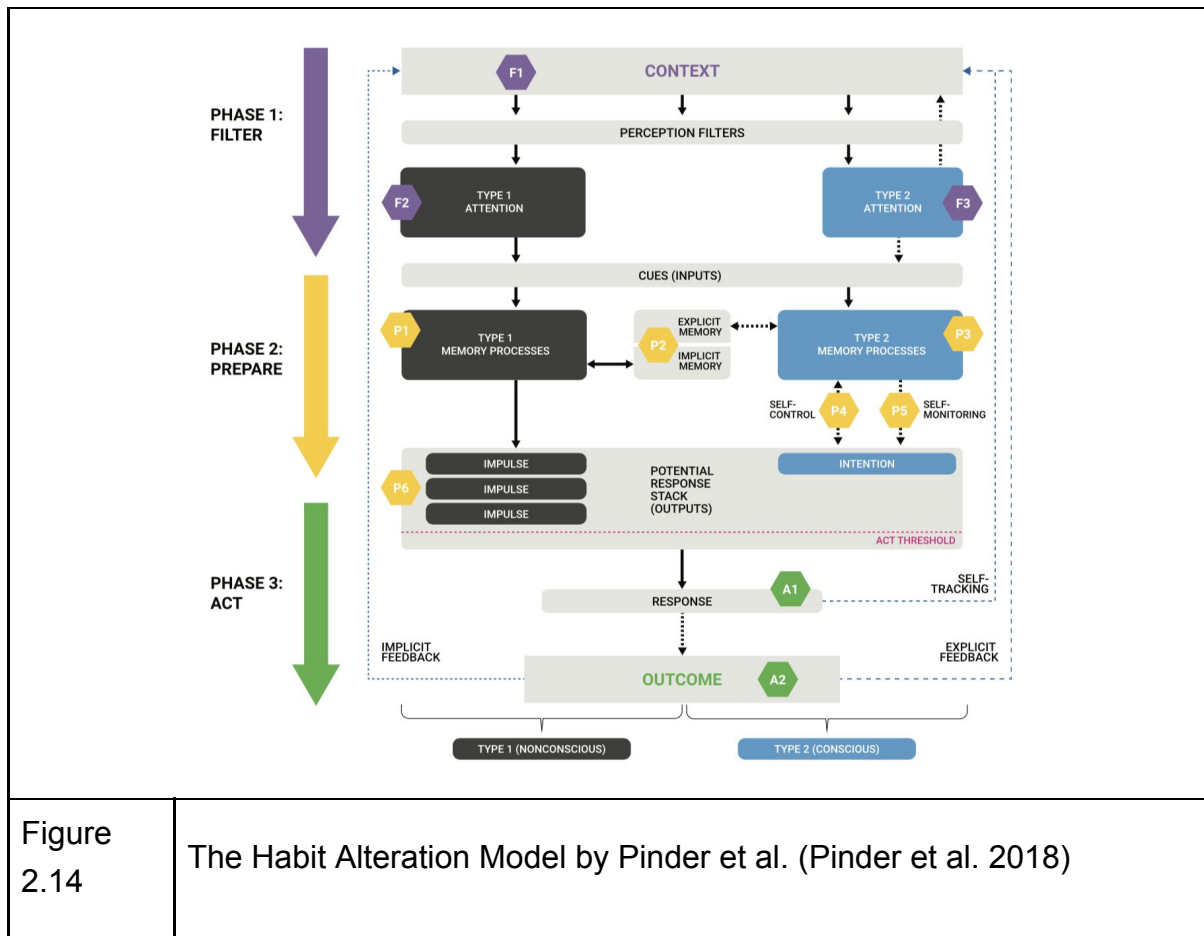 F1
CONTEXT
PHASE 1:
FILTER
PERCEPTION FILTERS
F2
TYPE 1
ATTENTION
TYPE 2
ATTENTION
F3
CUES (INPUTS)
PHASE 2:
PREPARE
P1
TYPE 1
MEMORY PROCESSES
P2
EXPLICIT
MEMORY
IMPLICIT
MEMORY
TYPE 2
MEMORY PROCESSES
P3
SELF-
CONTROL
P4
P5
SELF-
MONITORING
P6
IMPULSE
IMPULSE
IMPULSE
POTENTIAL
RESPONSE
STACK
(OUTPUTS)
INTENTION
ACT THRESHOLD
PHASE 3:
ACT
RESPONSE
A1
SELF-
TRACKING
IMPLICIT
FEEDBACK
EXPLICIT
FEEDBACK
OUTCOME
A2
TYPE 1 (NONCONSCIOUS)
TYPE 2 (CONSCIOUS)
Figure
2.14
The Habit Alteration Model by Pinder et al. (Pinder et al. 2018)